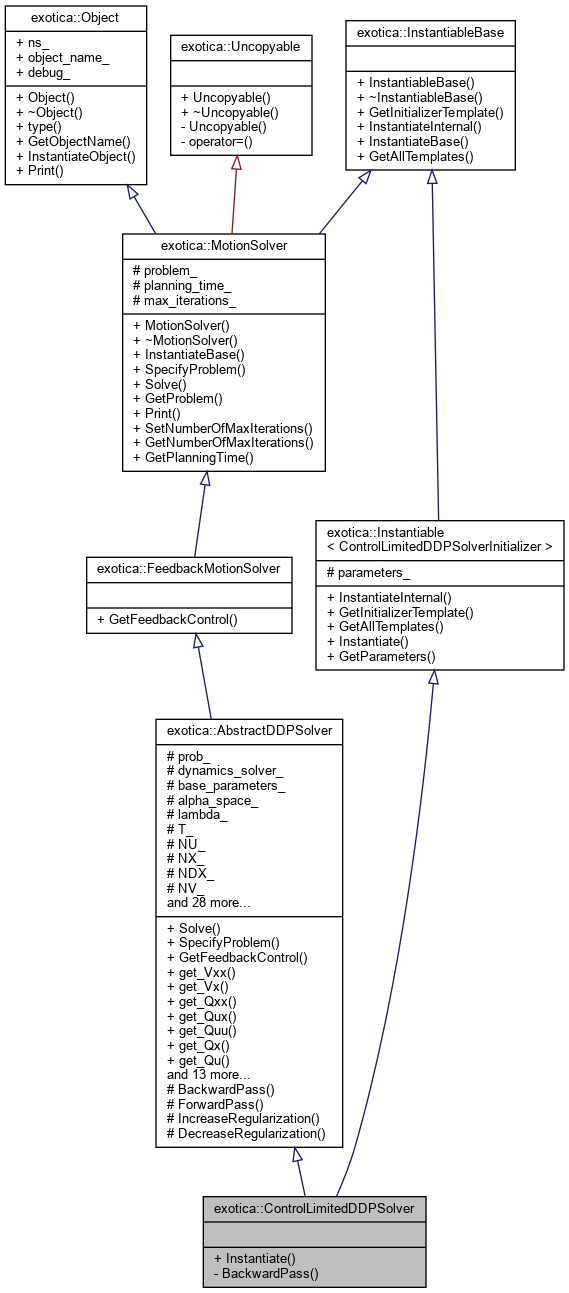 exotica::Object
+ ns_
+ object_name_
+ debug_
+ Object()
+ ~Object()
+ type()
+ GetObjectName()
+ InstantiateObject()
+ Print()
exotica::Uncopyable
+ Uncopyable()
+ ~Uncopyable()
- Uncopyable()
- operator=()
exotica::InstantiableBase
+ InstantiableBase()
+ ~InstantiableBase()
+ GetInitializerTemplate()
+ InstantiateInternal()
+ InstantiateBase()
+ GetAllTemplates()
exotica::MotionSolver
# problem_
# planning_time_
# max_iterations_
+ MotionSolver()
+ ~MotionSolver()
+ InstantiateBase()
+ SpecifyProblem()
+ Solve()
+ GetProblem()
+ Print()
+ SetNumberOfMaxIterations()
+ GetNumberOfMaxIterations()
+ GetPlanningTime()
exotica::FeedbackMotionSolver
+ GetFeedbackControl()
exotica::Instantiable
< ControlLimitedDDPSolverInitializer >
# parameters_
+ InstantiateInternal()
+ GetInitializerTemplate()
+ GetAllTemplates()
+ Instantiate()
+ GetParameters()
exotica::AbstractDDPSolver
# prob_
# dynamics_solver_
# base_parameters_
# alpha_space_
# lambda_
# T_
# NU_
# NX_
# NDX_
# NV_
and 28 more...
+ Solve()
+ SpecifyProblem()
+ GetFeedbackControl()
+ get_Vxx()
+ get_Vx()
+ get_Qxx()
+ get_Qux()
+ get_Quu()
+ get_Qx()
+ get_Qu()
and 13 more...
# BackwardPass()
# ForwardPass()
# IncreaseRegularization()
# DecreaseRegularization()
exotica::ControlLimitedDDPSolver
+ Instantiate()
- BackwardPass()